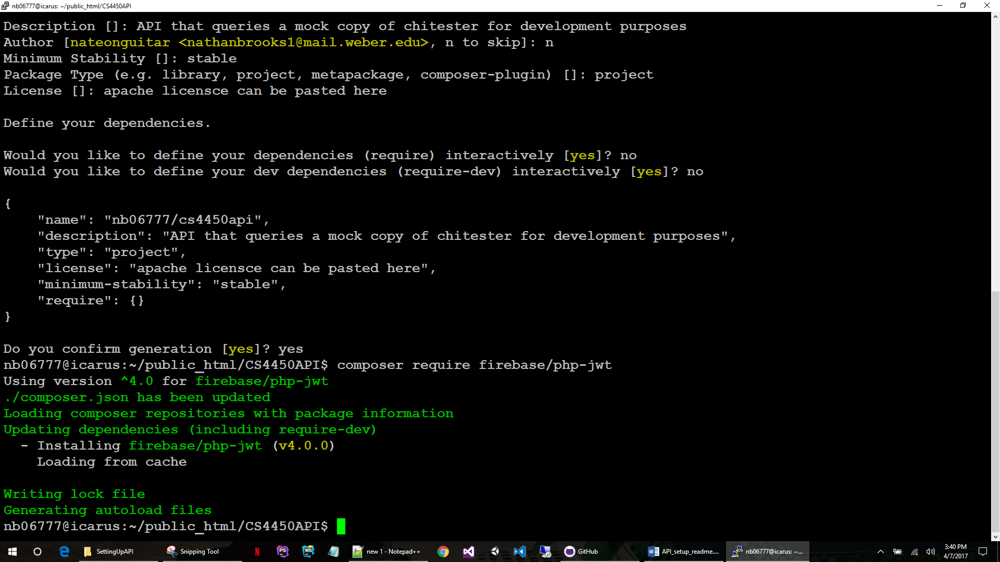 nb06777@icarus: ~/public_html/CS4450API
Description []: API that queries a mock copy of chitester for development purposes
Author [nateonguitar <nathanbrooks1@mail.weber.edu>, n to skip]: n
Minimum Stability []: stable
Package Type (e.g. library, project, metapackage, composer-plugin) []: project
License []: apache licensce can be pasted here
Define your dependencies.
Would you like to define your dependencies (require) interactively [yes]? no
Would you like to define your dev dependencies (require-dev) interactively [yes]? no
{
    "name": "nb06777/cs4450api",
    "description": "API that queries a mock copy of chitester for development purposes",
    "type": "project",
    "license": "apache licensce can be pasted here",
    "minimum-stability": "stable",
    "require": {}
}
Do you confirm generation [yes]? yes
nb06777@icarus:~/public_html/CS4450API$ composer require firebase/php-jwt
Using version ^4.0 for firebase/php-jwt
./composer.json has been updated
Loading composer repositories with package information
Updating dependencies (including require-dev)
  - Installing firebase/php-jwt (v4.0.0)
    Loading from cache
Writing lock file
Generating autoload files
nb06777@icarus:~/public_html/CS4450API$
SettingUpAPI
Snipping Tool
N
PS
WS
new 1 - Notepad++
GitHub
API_setup_readme....
nb06777@icarus: ~...
3:40 PM
4/7/2017